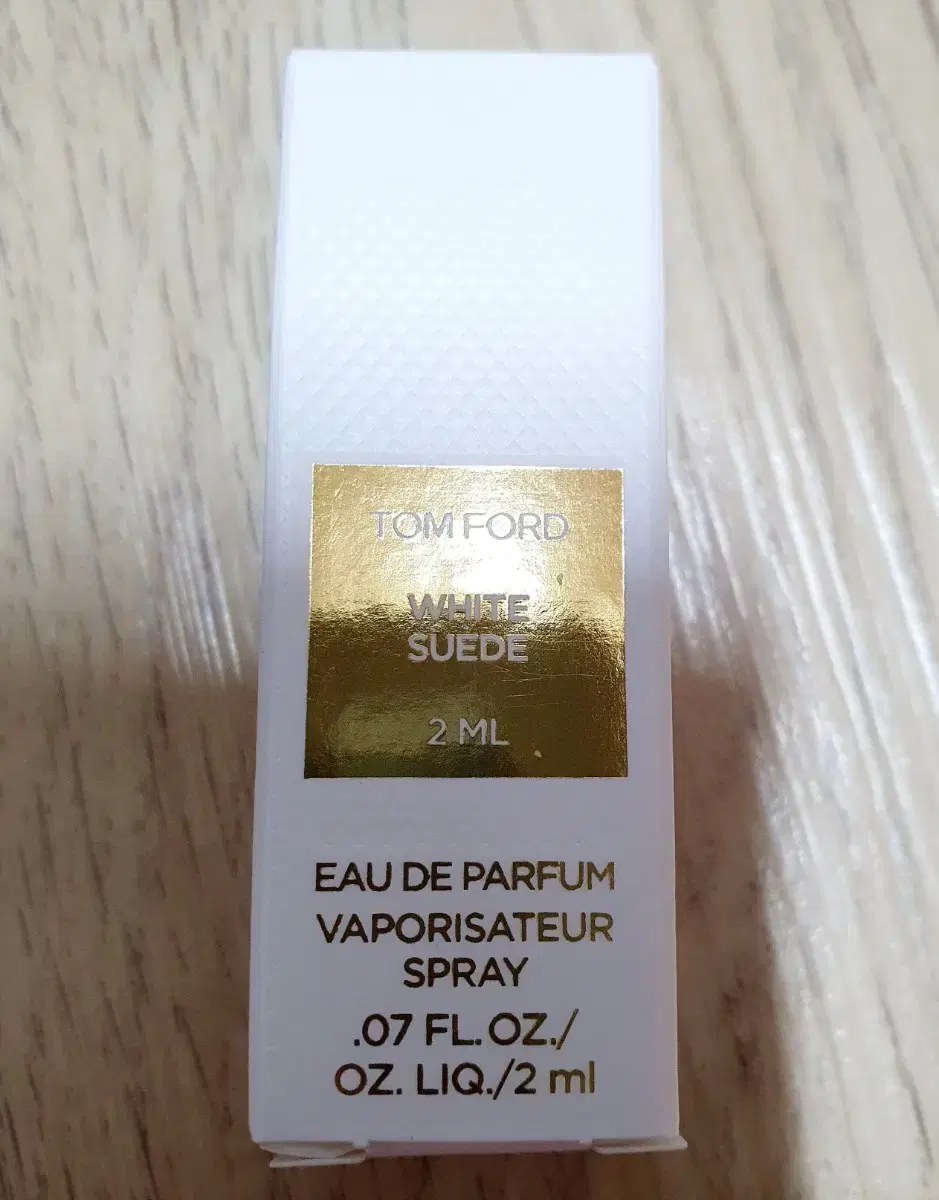 TOM FORD
WHITE
SUEDE
2 ML
EAU DE PARFUM
VAPORISATEUR
SPRAY
.07 FL. OZ./
OZ. LIQ./2 ml